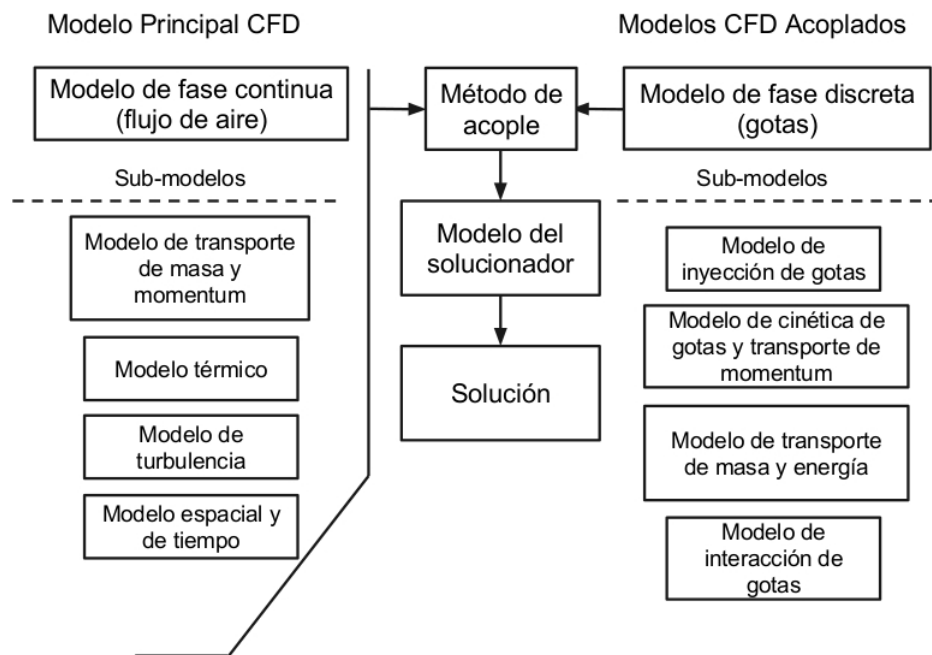 Modelo Principal CFD
Modelos CFD Acoplados
Modelo de fase continua
(flujo de aire)
Método de
acople
Modelo de fase discreta
(gotas)
Sub-modelos
Sub-modelos
Modelo de transporte
de masa y
momentum
Modelo térmico
Modelo de
turbulencia
Modelo espacial y
de tiempo
Modelo del
solucionador
Solución
Modelo de
inyección de gotas
Modelo de cinética de
gotas y transporte de
momentum
Modelo de transporte
de masa y energía
Modelo de
interacción de
gotas